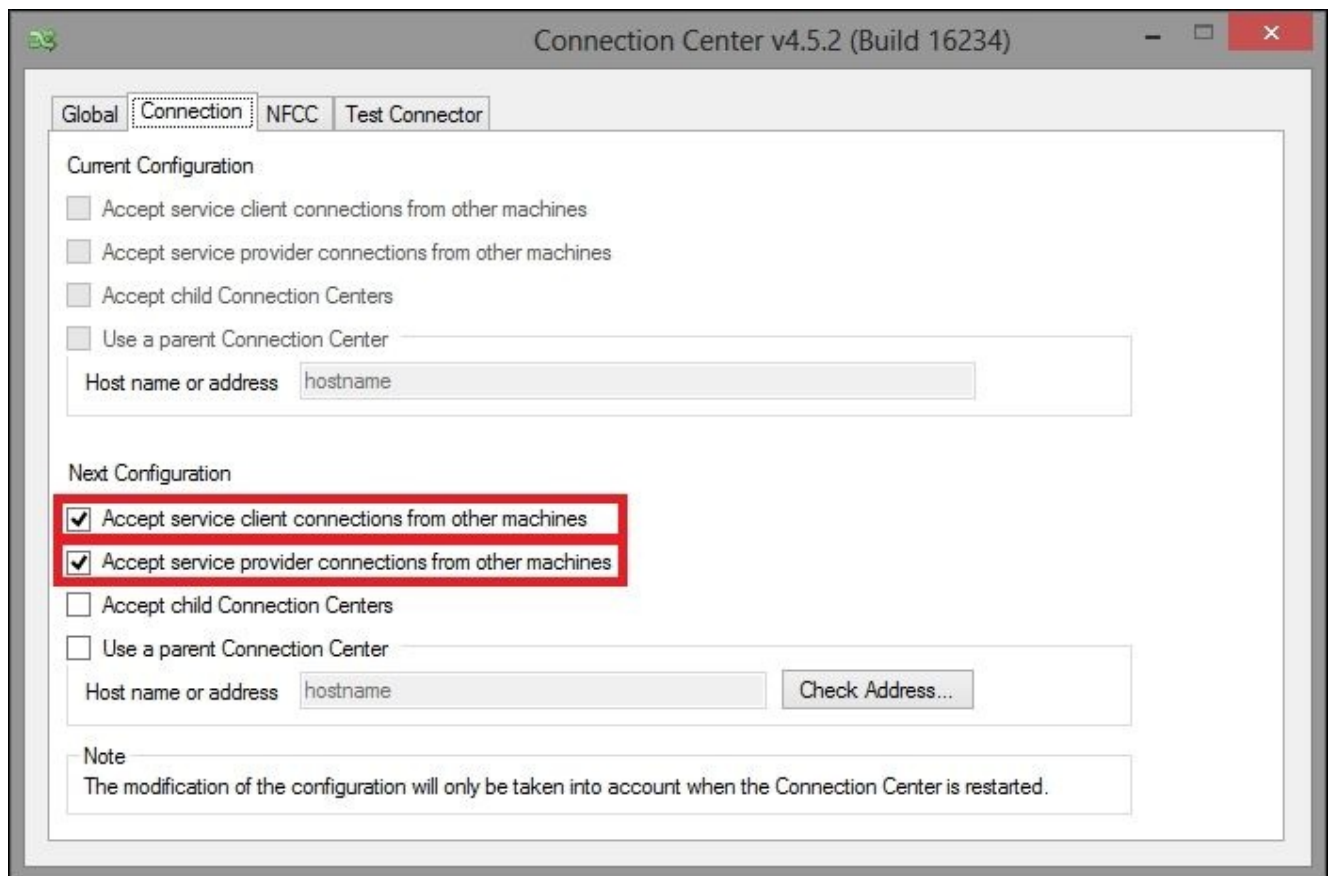 Connection Center v4.5.2 (Build 16234)
Global Connection NFCC Test Connector
Current Configuration
Accept service client connections from other machines
Accept service provider connections from other machines
Accept child Connection Centers
Use a parent Connection Center
Host name or address hostname
Next Configuration
Accept service client connections from other machines
Accept service provider connections from other machines
Accept child Connection Centers
Use a parent Connection Center
Host name or address hostname Check Address...
Note
The modification of the configuration will only be taken into account when the Connection Center is restarted.